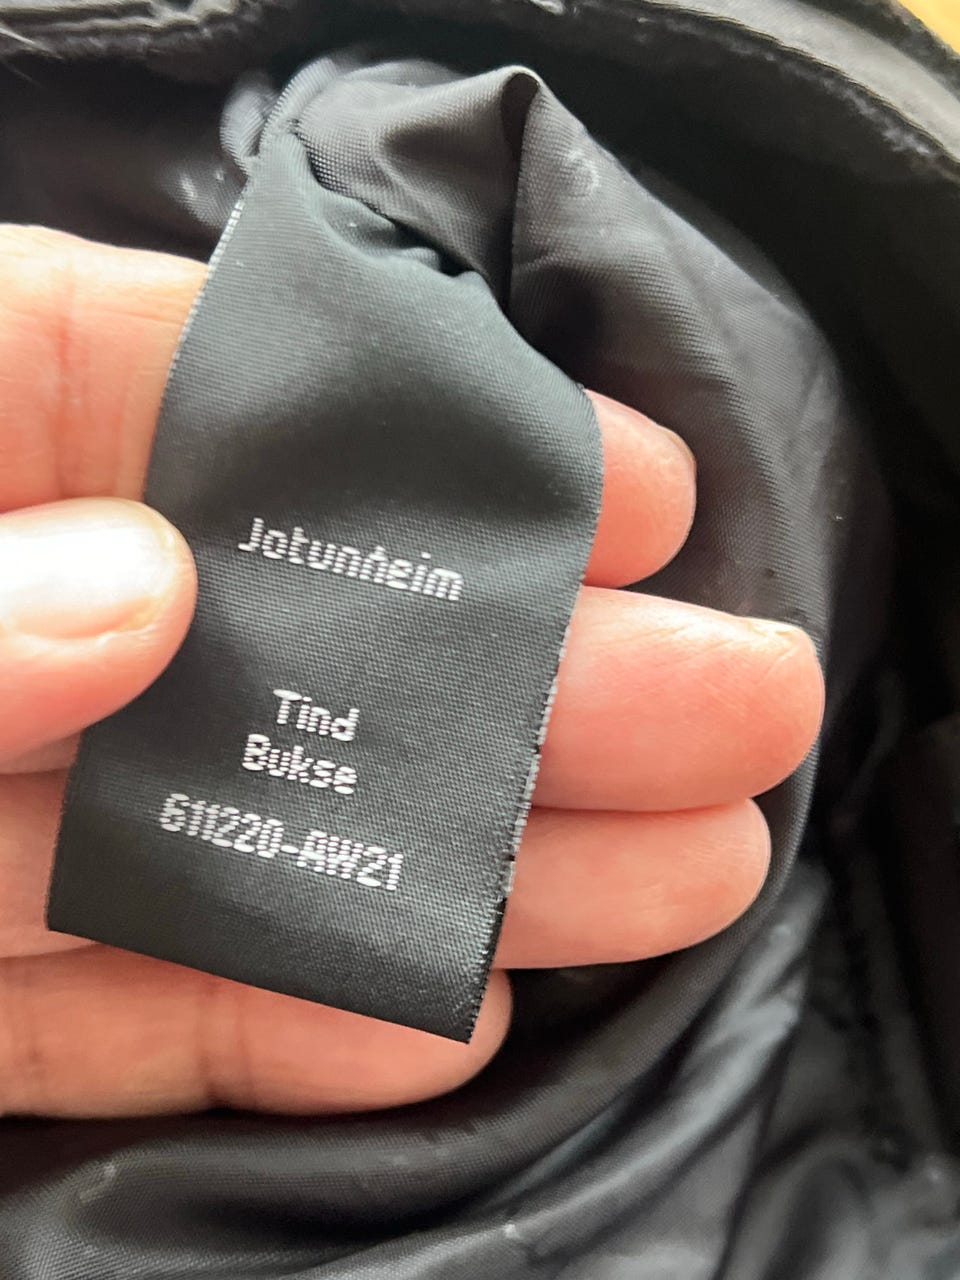 Jotunheim
Tind
Bukse
611220-AW21